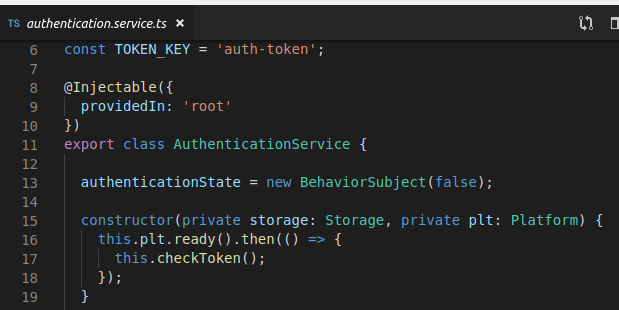 TS authentication.service.ts ×
6 const TOKEN_KEY = 'auth-token';
7
8 @Injectable({
9   providedIn: 'root'
10 })
11 export class AuthenticationService {
12
13   authenticationState = new BehaviorSubject(false);
14
15   constructor(private storage: Storage, private plt: Platform) {
16     this.plt.ready().then(() => {
17       this.checkToken();
18     });
19   }